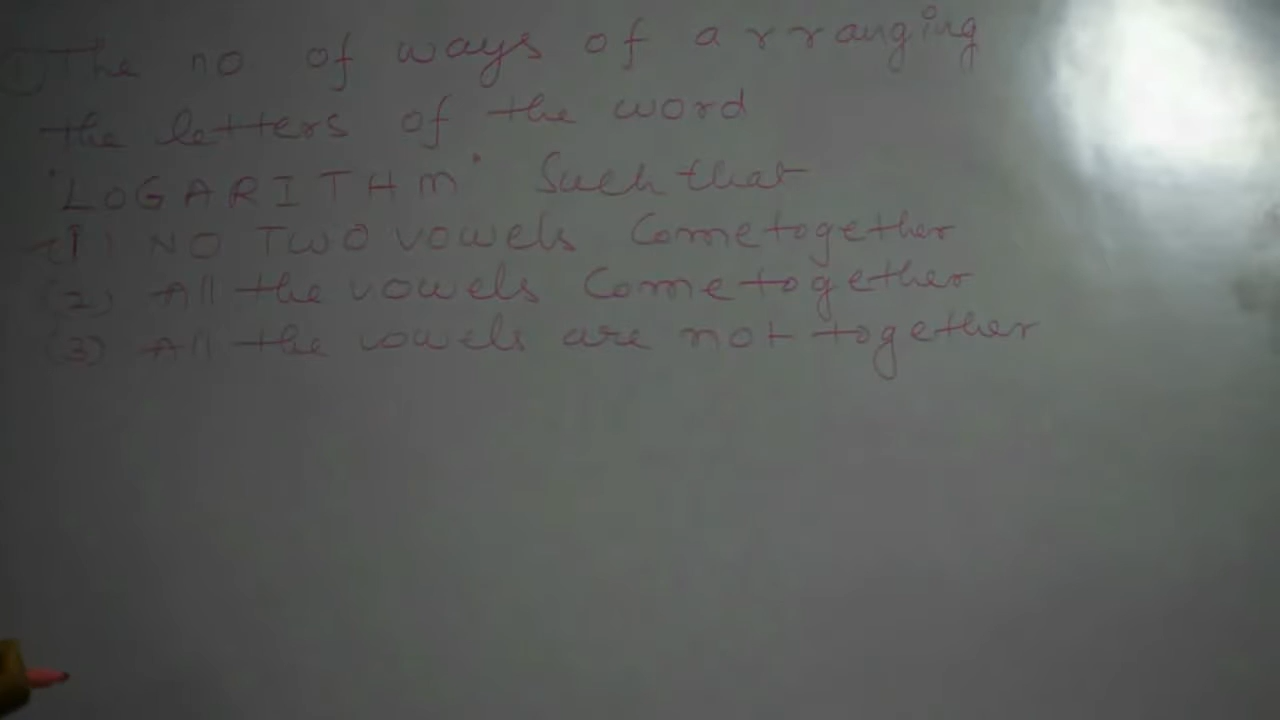 (1) The no of ways of arranging
the letters of the word
'LOGARITHM' Such that
(1) NO TWO vowels Come together
(2) All the vowels Come together
(3) All the vowels are not together